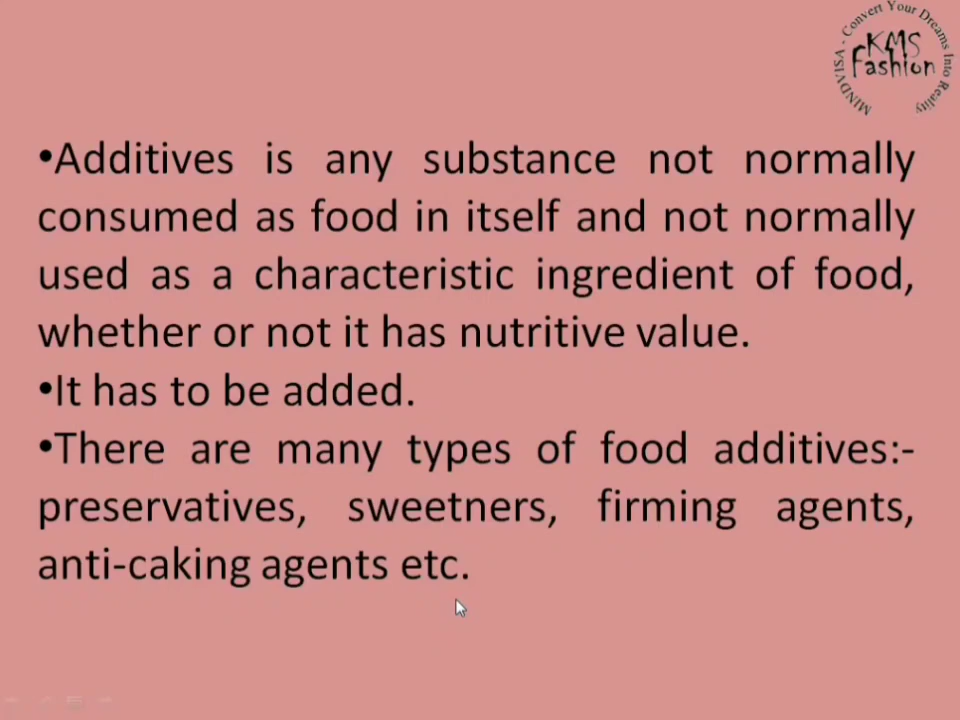 MINDVISA - Convert Your Dreams Into Reality
KMS
Fashion
•Additives is any substance not normally
consumed as food in itself and not normally
used as a characteristic ingredient of food,
whether or not it has nutritive value.
•It has to be added.
•There are many types of food additives:-
preservatives, sweetners, firming agents,
anti-caking agents etc.